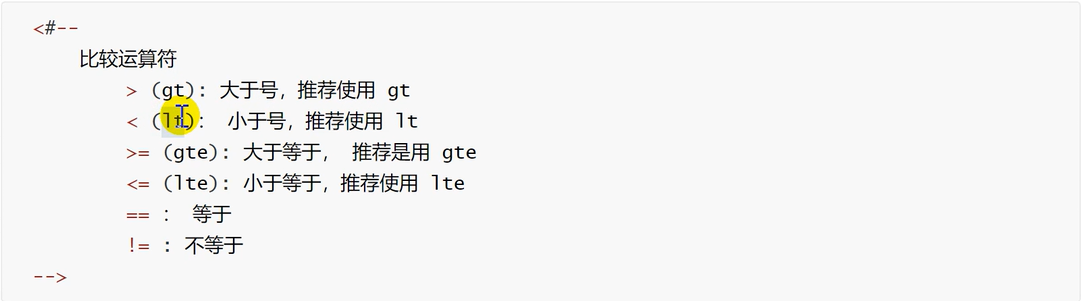 <#--
比较运算符
> (gt): 大于号，推荐使用 gt
< (lt): 小于号，推荐使用 lt
>= (gte): 大于等于， 推荐是用 gte
<= (lte): 小于等于，推荐使用 lte
== : 等于
!= : 不等于
-->